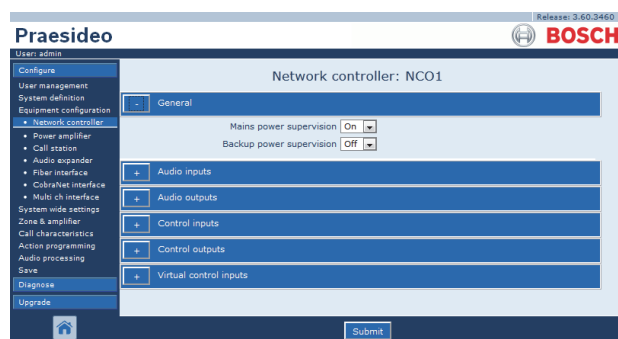 Release: 3.60.3460
Praesideo
BOSCH
User: admin
Configure
User management
System definition
Equipment configuration
• Network controller
• Power amplifier
• Call station
• Audio expander
• Fiber interface
• CobraNet interface
• Multi ch interface
System wide settings
Zone & amplifier
Call characteristics
Action programming
Audio processing
Save
Diagnose
Upgrade
Network controller: NCO1
- General
Mains power supervision On
Backup power supervision Off
+ Audio inputs
+ Audio outputs
+ Control inputs
+ Control outputs
+ Virtual control inputs
Submit